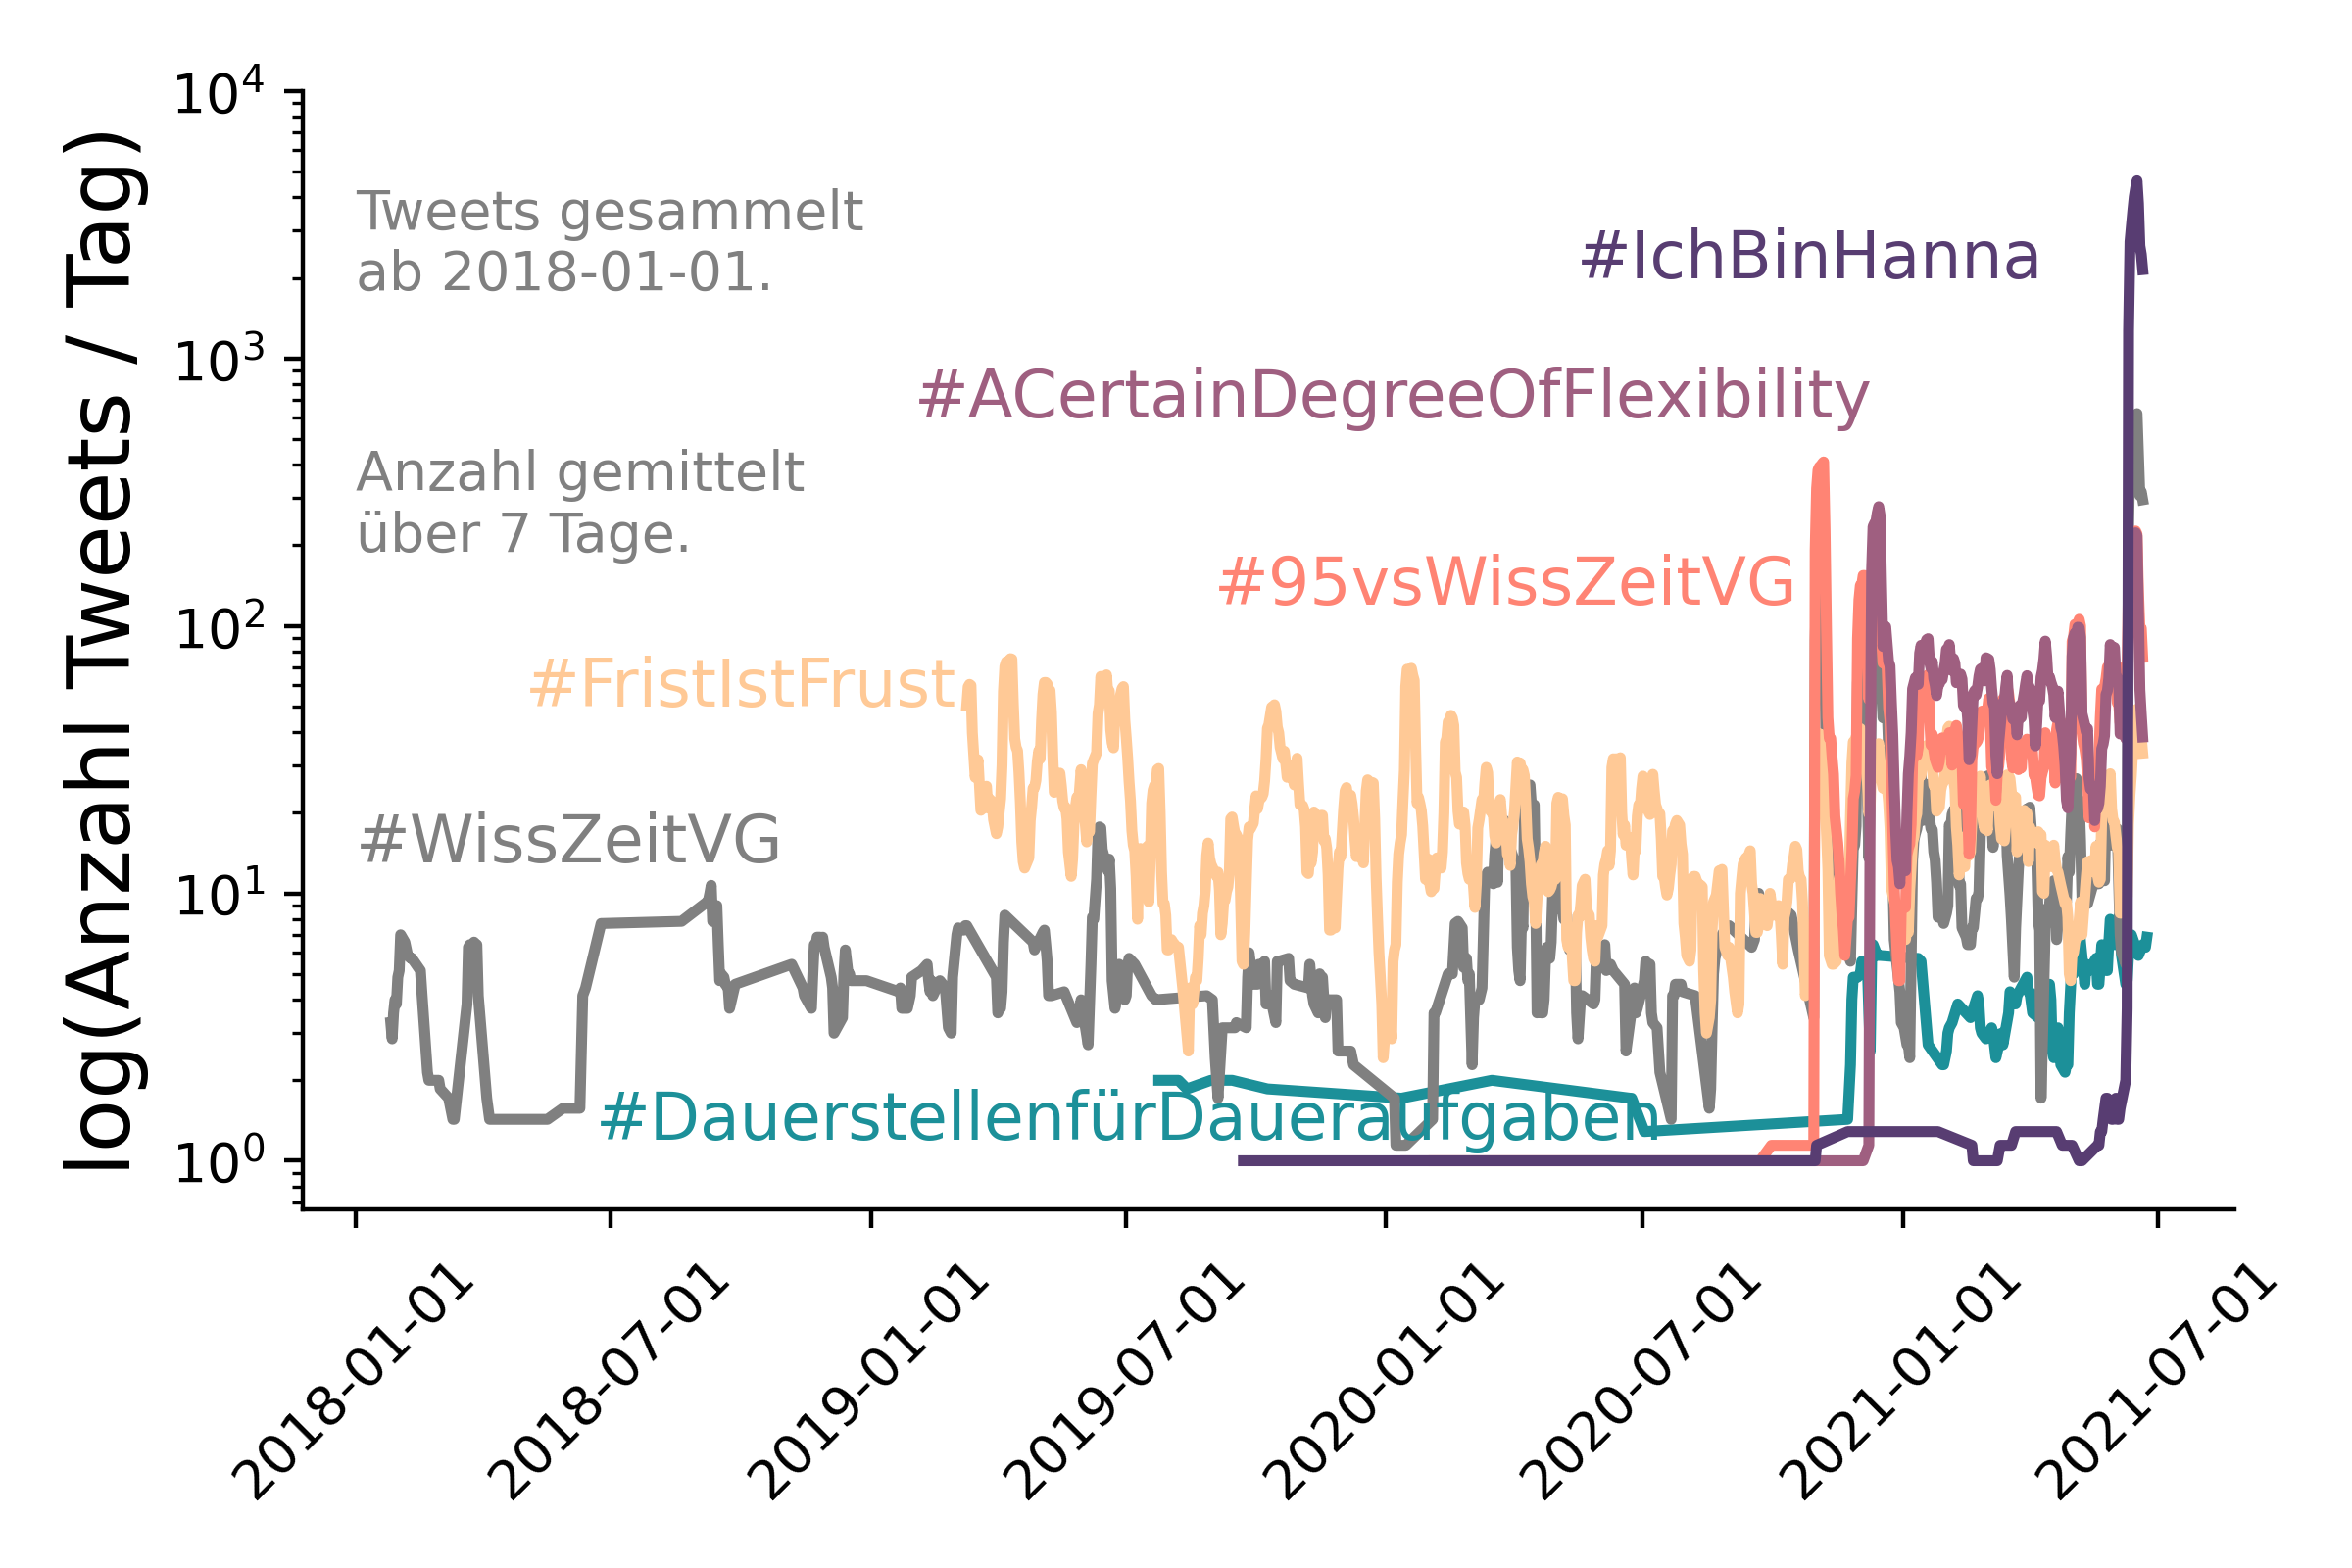 log(Anzahl Tweets / Tag)
10⁴
10³
10²
10¹
10⁰
Tweets gesammelt
ab 2018-01-01.
Anzahl gemittelt
über 7 Tage.
#IchBinHanna
#ACertainDegreeOfFlexibility
#95vsWissZeitVG
#FristIstFrust
#WissZeitVG
#DauerstellenfürDaueraufgaben
2018-01-01
2018-07-01
2019-01-01
2019-07-01
2020-01-01
2020-07-01
2021-01-01
2021-07-01